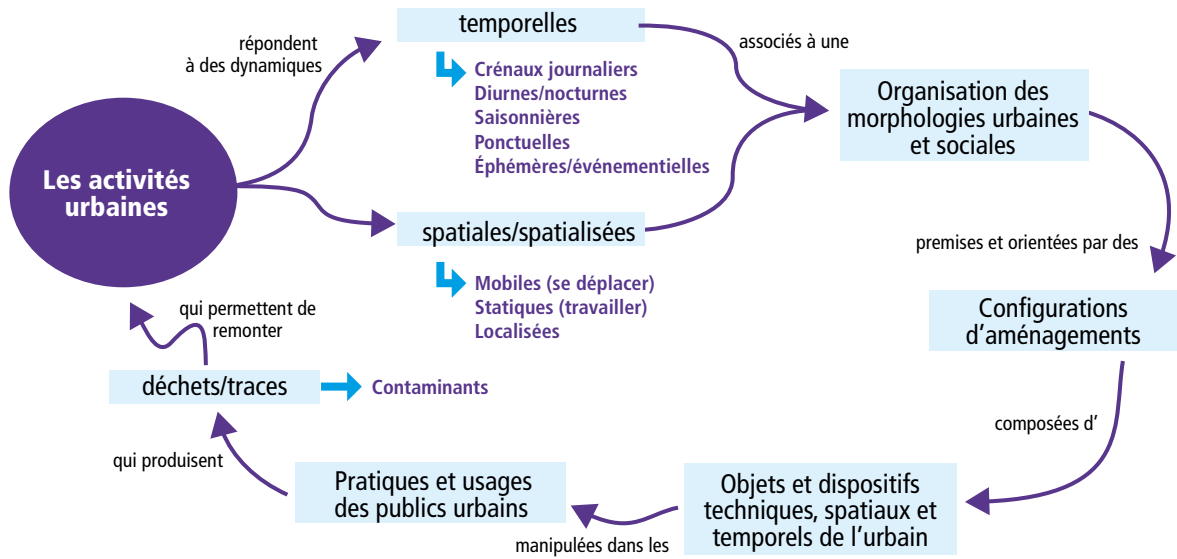 Les activités
urbaines
répondent
à des dynamiques
temporelles
Crénaux journaliers
Diurnes/nocturnes
Saisonnières
Ponctuelles
Éphémères/événementielles
spatiales/spatialisées
Mobiles (se déplacer)
Statiques (travailler)
Localisées
associés à une
Organisation des
morphologies urbaines
et sociales
premises et orientées par des
Configurations
d’aménagements
composées d’
Objets et dispositifs
techniques, spatiaux et
temporels de l’urbain
manipulées dans les
Pratiques et usages
des publics urbains
qui produisent
déchets/traces
Contaminants
qui permettent de
remonter